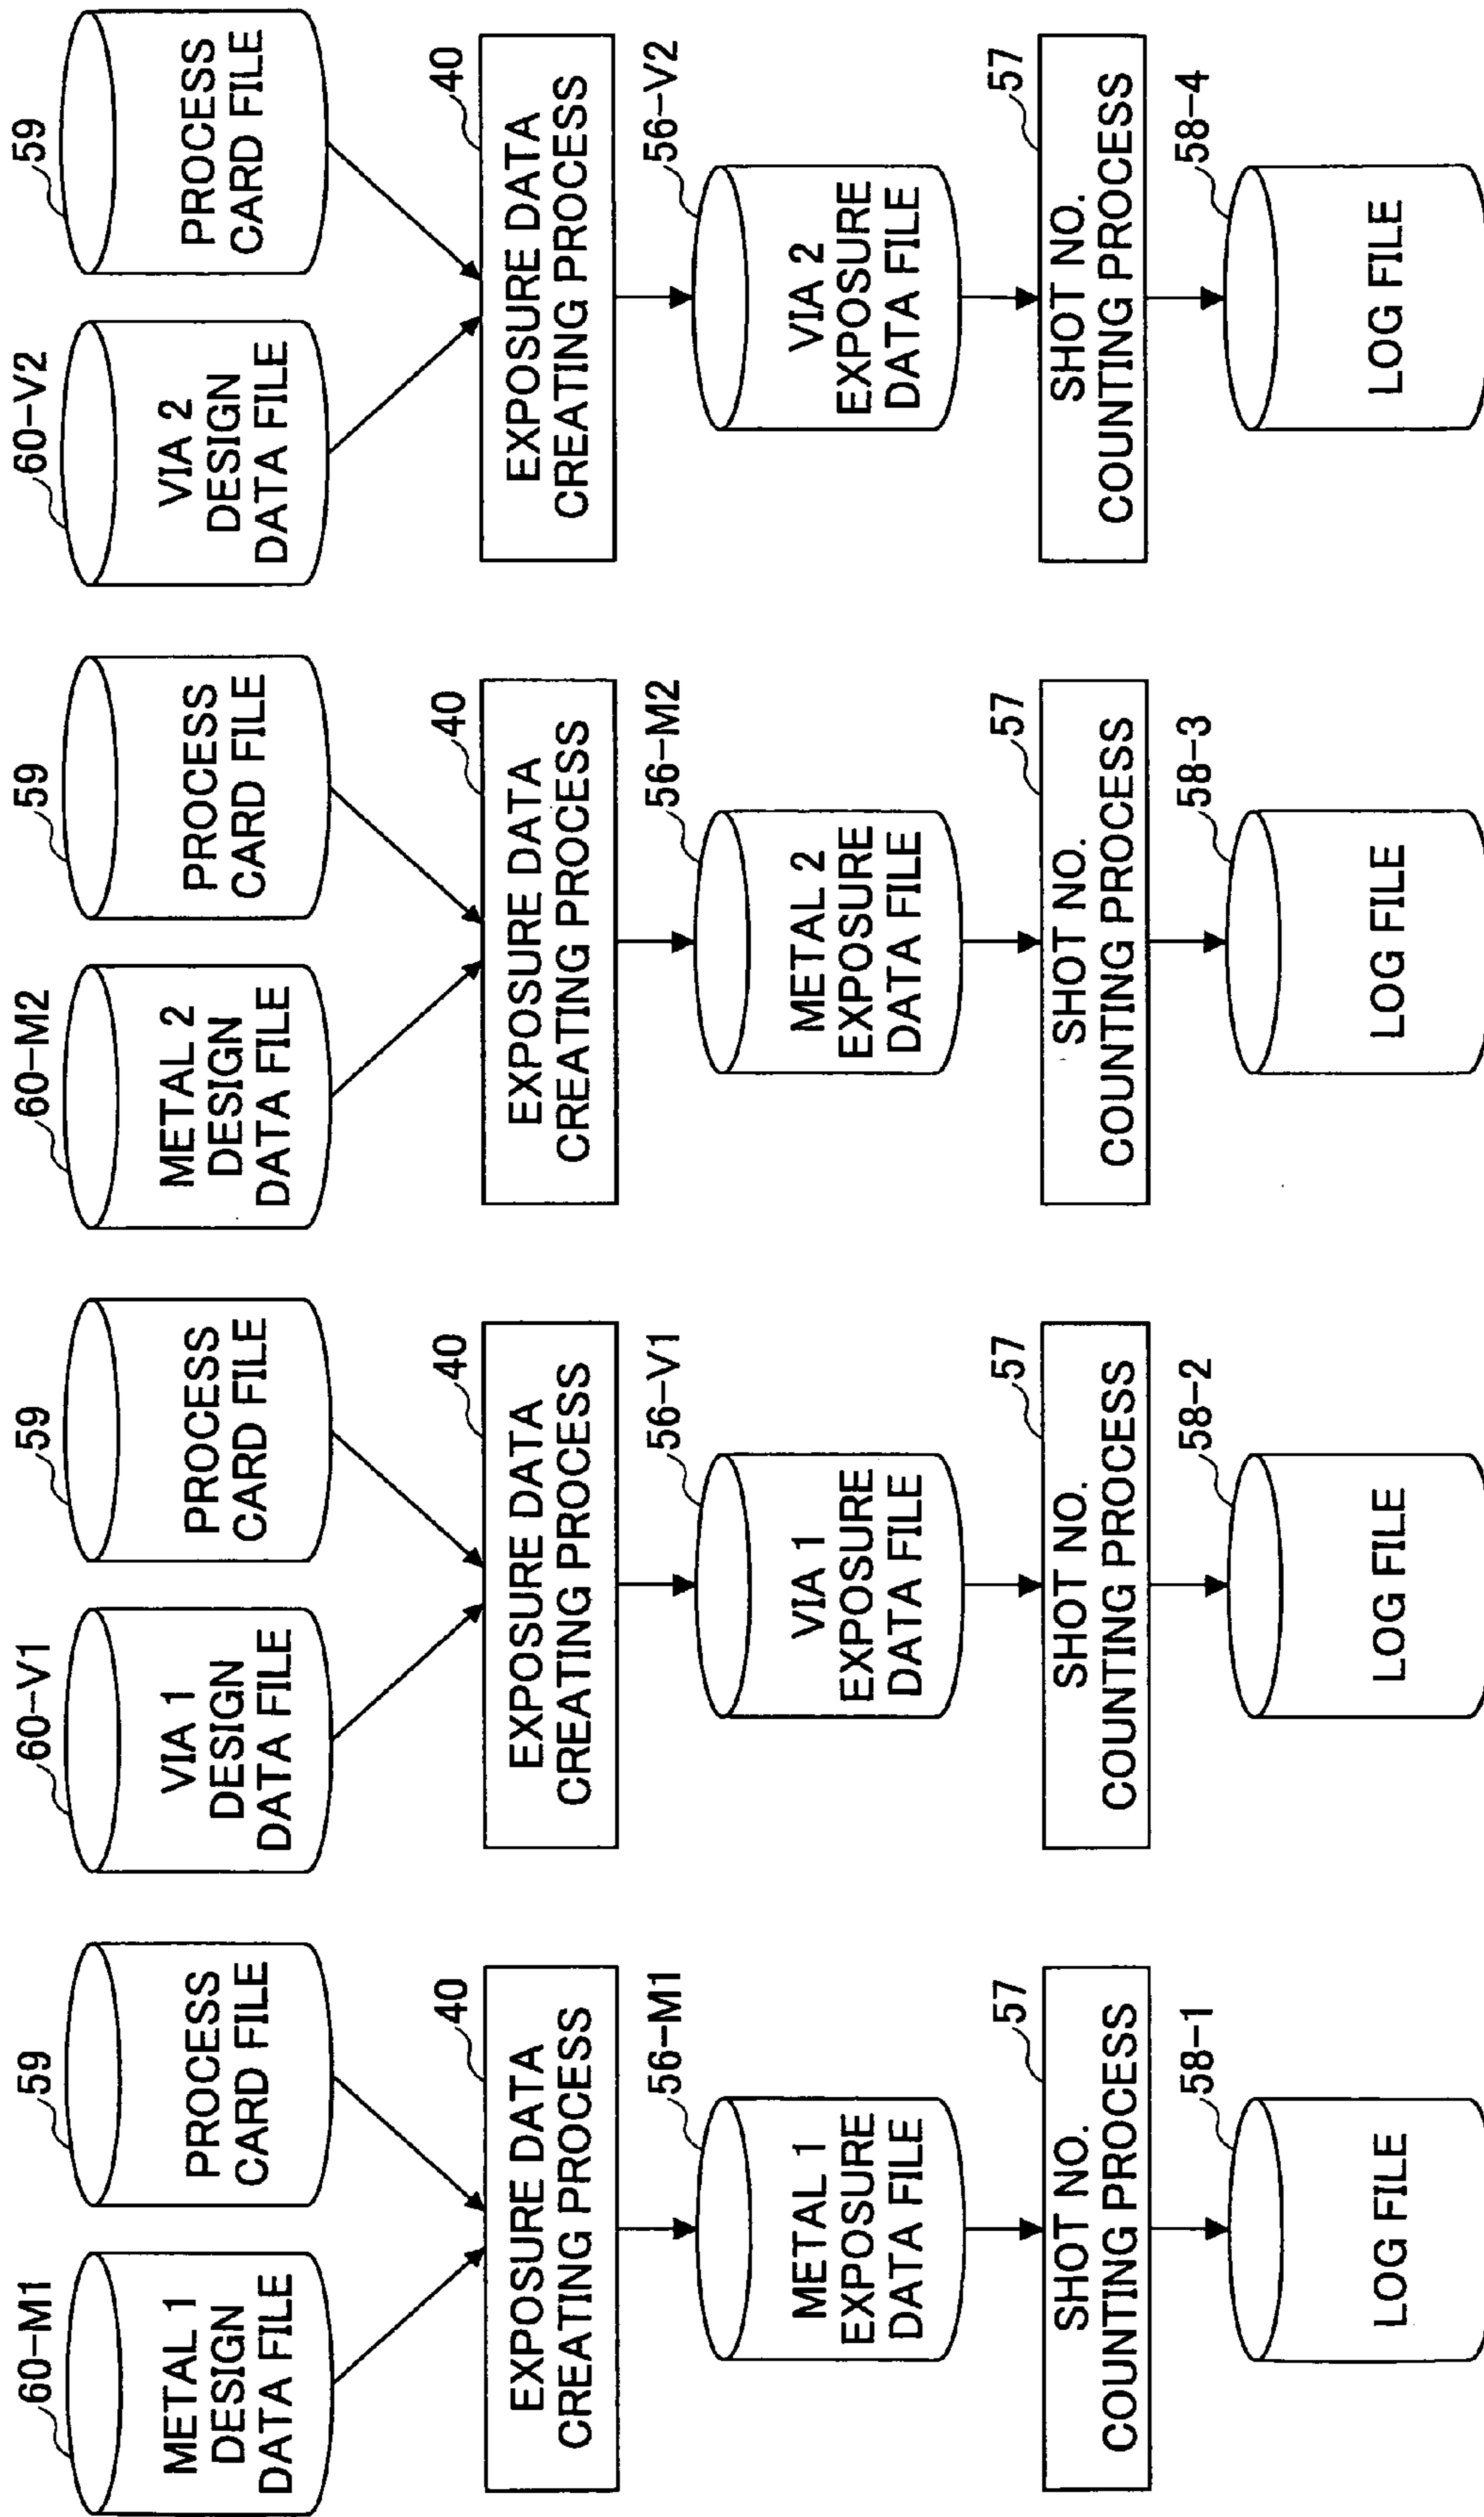 60-M1
METAL 1
DESIGN
DATA FILE
59
PROCESS
CARD FILE
40
EXPOSURE DATA
CREATING PROCESS
56-M1
METAL 1
EXPOSURE
DATA FILE
57
SHOT NO.
COUNTING PROCESS
58-1
LOG FILE
60-V1
VIA 1
DESIGN
DATA FILE
59
PROCESS
CARD FILE
40
EXPOSURE DATA
CREATING PROCESS
56-V1
VIA 1
EXPOSURE
DATA FILE
57
SHOT NO.
COUNTING PROCESS
58-2
LOG FILE
60-M2
METAL 2
DESIGN
DATA FILE
59
PROCESS
CARD FILE
40
EXPOSURE DATA
CREATING PROCESS
56-M2
METAL 2
EXPOSURE
DATA FILE
57
SHOT NO.
COUNTING PROCESS
58-3
LOG FILE
60-V2
VIA 2
DESIGN
DATA FILE
59
PROCESS
CARD FILE
40
EXPOSURE DATA
CREATING PROCESS
56-V2
VIA 2
EXPOSURE
DATA FILE
57
SHOT NO.
COUNTING PROCESS
58-4
LOG FILE